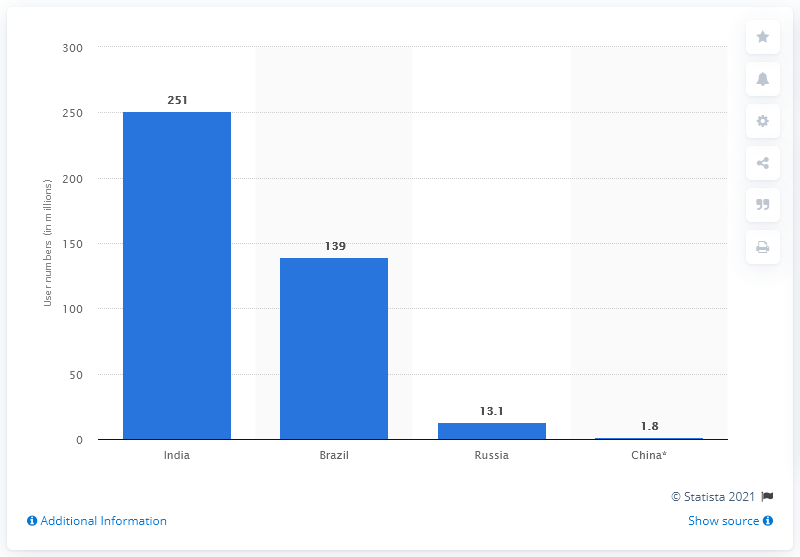 300
250
200
150
100
50
0
User numbers (in millions)
251
139
13.1
1.8
India
Brazil
Russia
China*
© Statista 2021
Additional Information
Show source